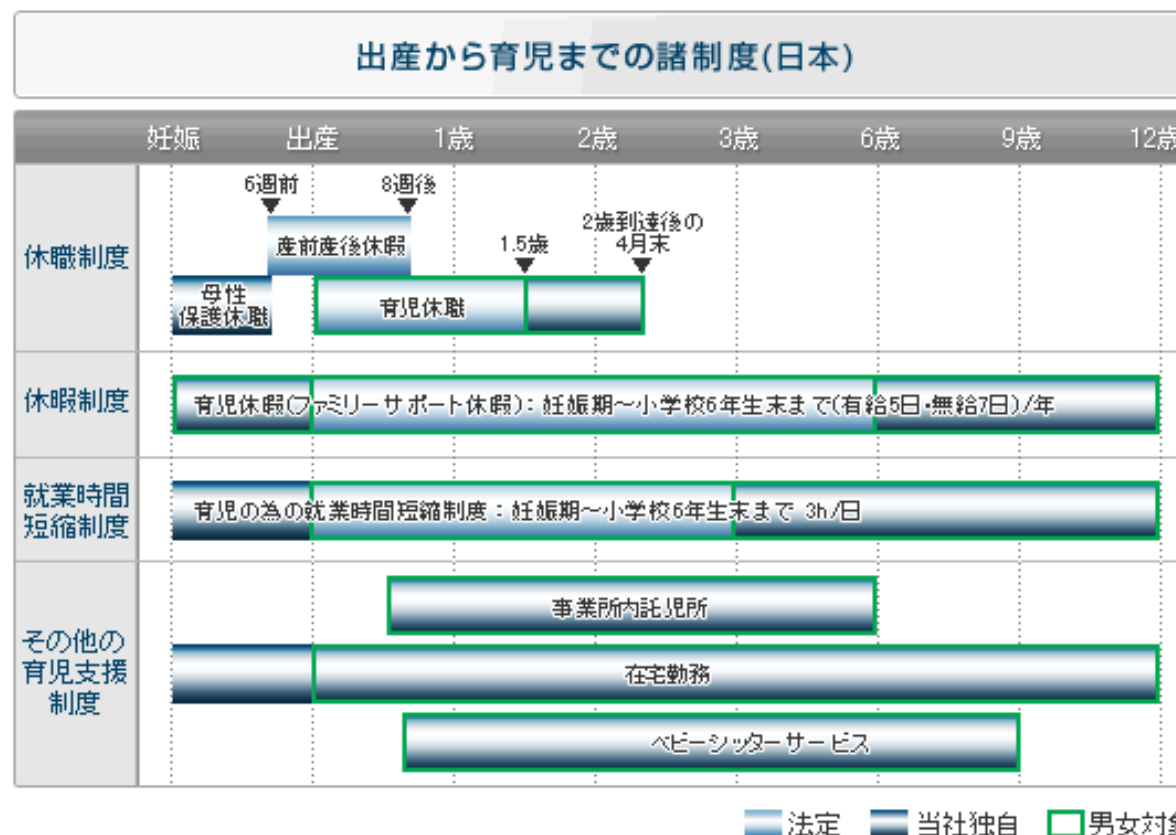 出産から育児までの諸制度(日本)
妊娠 出産 1歳 2歳 3歳 6歳 9歳 12歳
6週前 8週後
2歳到達後の
1.5歳 4月末
休職制度
産前産後休暇
母性
保護休職
育児休職
休暇制度
育児休暇(ファミリーサポート休暇)：妊娠期～小学校6年生末まで(有給5日・無給7日)/年
就業時間
短縮制度
育児の為の就業時間短縮制度：妊娠期～小学校6年生末まで 3h/日
その他の
育児支援
制度
事業所内託児所
在宅勤務
ベビーシッターサービス
法定 当社独自 男女対象